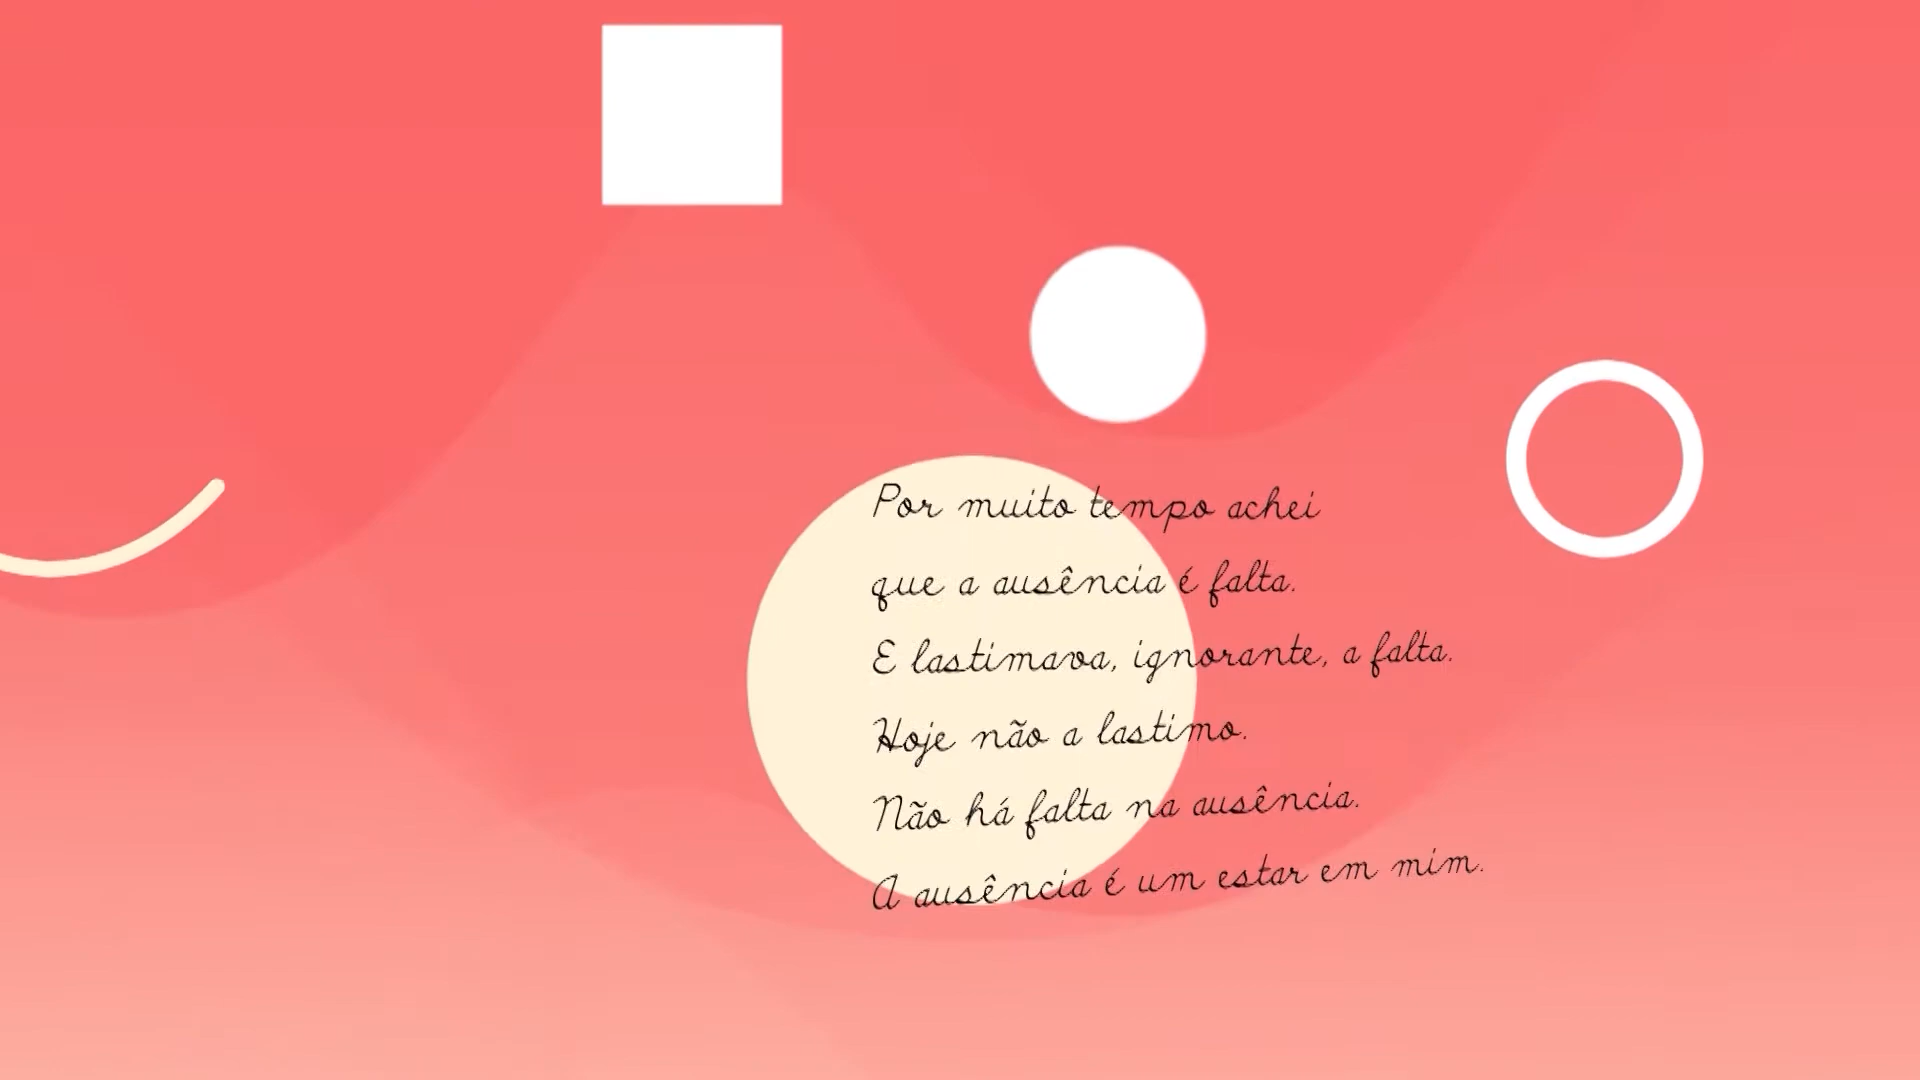 Por muito tempo achei
que a ausência é falta.
E lastimava, ignorante, a falta.
Hoje não a lastimo.
Não há falta na ausência.
A ausência é um estar em mim.